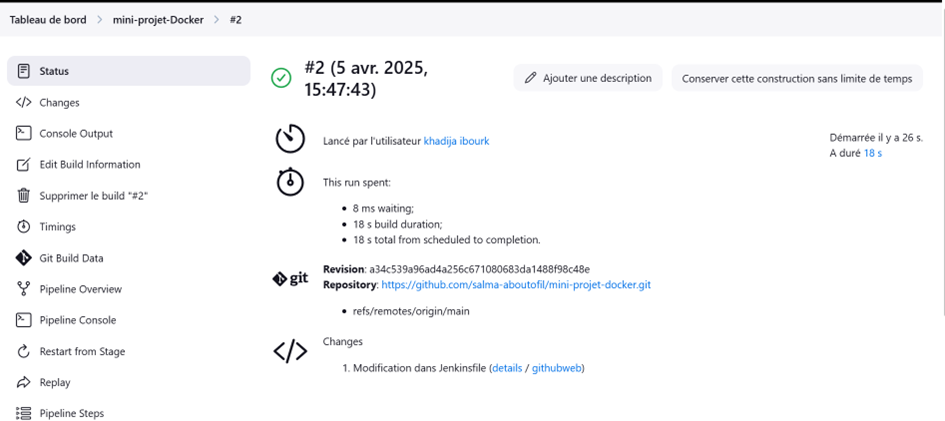 Tableau de bord > mini-projet-Docker > #2
Status
Changes
Console Output
Edit Build Information
Supprimer le build "#2"
Timings
Git Build Data
Pipeline Overview
Pipeline Console
Restart from Stage
Replay
Pipeline Steps
#2 (5 avr. 2025,
15:47:43)
Ajouter une description
Conserver cette construction sans limite de temps
Lancé par l'utilisateur khadija ibourk
Démarrée il y a 26 s.
A duré 18 s
This run spent:
8 ms waiting;
18 s build duration;
18 s total from scheduled to completion.
git
Revision: a34c539a96ad4a256c671080683da1488f98c48e
Repository: https://github.com/salma-aboutofil/mini-projet-docker.git
refs/remotes/origin/main
Changes
1. Modification dans Jenkinsfile (details / githubweb)